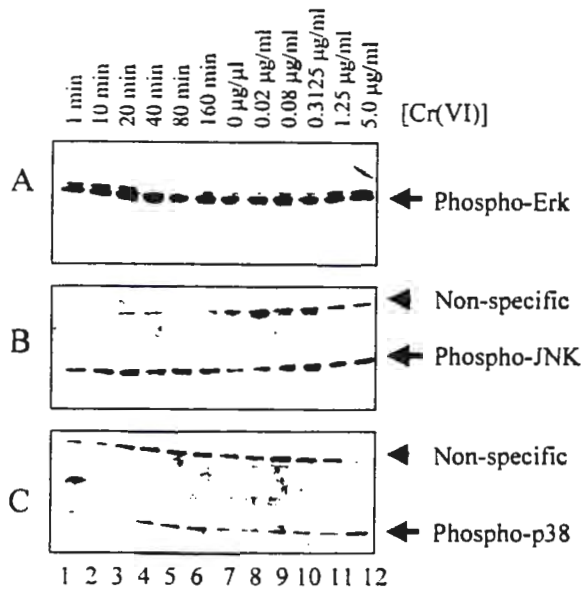 1 min
10 min
20 min
40 min
80 min
160 min
0 µg/µl
0.02 µg/ml
0.08 µg/ml
0.3125 µg/ml
1.25 µg/ml
5.0 µg/ml
[Cr(VI)]
A
Phospho-Erk
B
Non-specific
Phospho-JNK
C
Non-specific
Phospho-p38
1 2 3 4 5 6 7 8 9 10 11 12